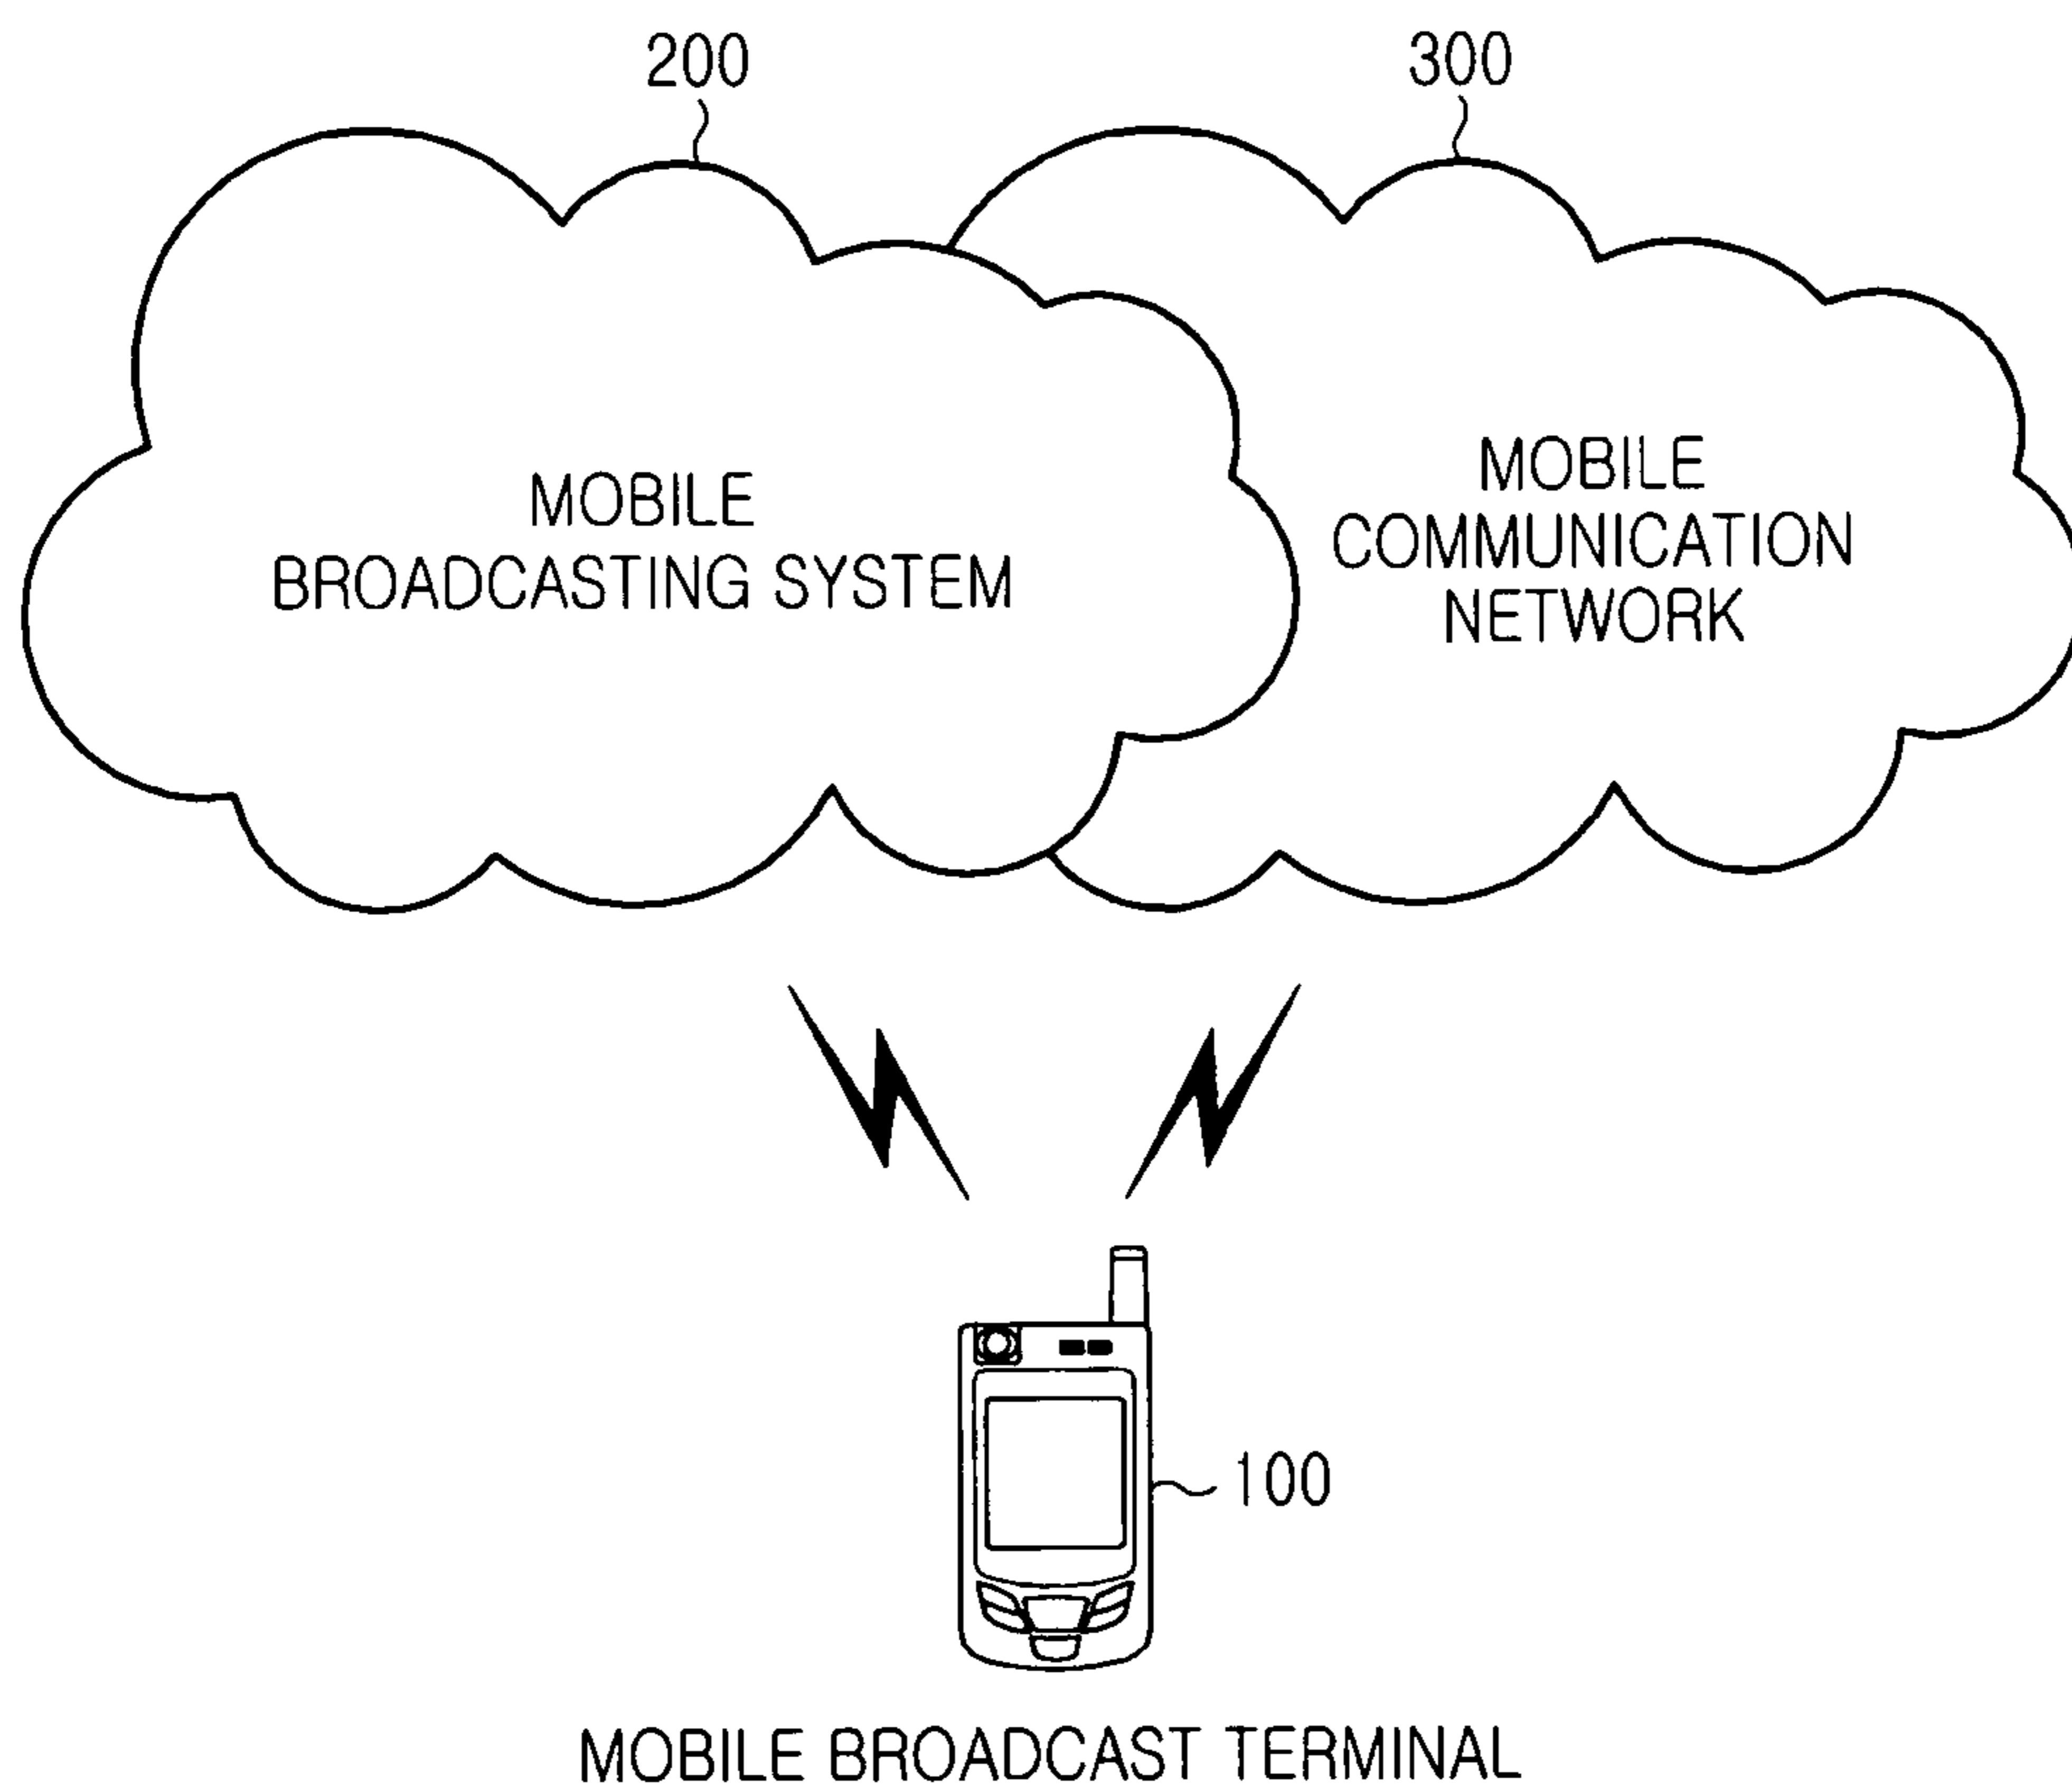 200
300
MOBILE
BROADCASTING SYSTEM
MOBILE
COMMUNICATION
NETWORK
100
MOBILE BROADCAST TERMINAL